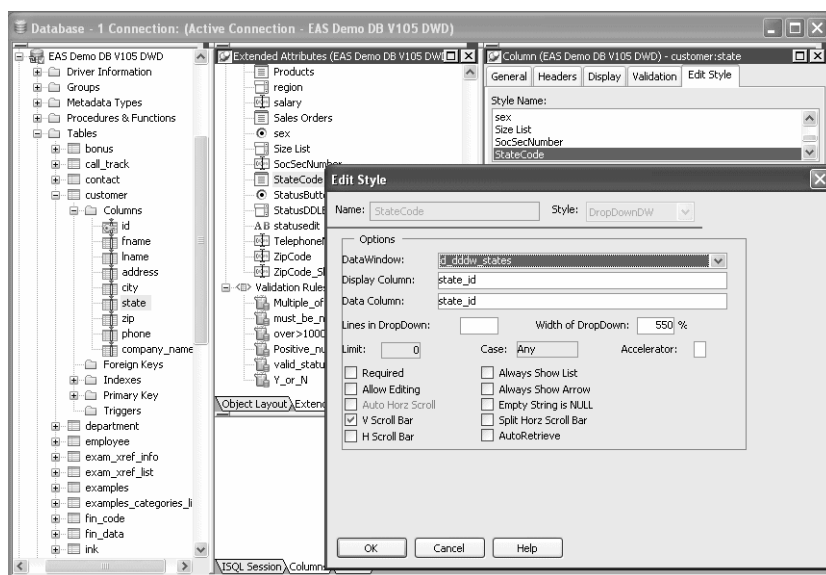 Database - 1 Connection: (Active Connection - EAS Demo DB V105 DWD)
EAS Demo DB V105 DWD
Driver Information
Groups
Metadata Types
Procedures & Functions
Tables
bonus
call_track
contact
customer
Columns
id
fname
lname
address
city
state
zip
phone
company_name
Foreign Keys
Indexes
Primary Key
Triggers
department
employee
exam_xref_info
exam_xref_list
examples
examples_categories_li
fin_code
fin_data
ink
Extended Attributes (EAS Demo DB V105 DWD
Products
region
salary
Sales Orders
sex
Size List
SocSecNumber
StateCode
StatusButt
StatusDDLE
A B statusedit
Telephone
ZipCode
ZipCode_S
Validation Rules
Multiple_of
must_be_n
over>1000
Positive_nu
valid_statu
Y_or_N
Object Layout Exten
ISQL Session Columns
Column (EAS Demo DB V105 DWD) - customer:state
General Headers Display Validation Edit Style
Style Name:
sex
Size List
SocSecNumber
StateCode
Edit Style
Name: StateCode Style: DropDownDW
Options
DataWindow: d_dddw_states
Display Column: state_id
Data Column: state_id
Lines in DropDown: Width of DropDown: 550 %
Limit: 0 Case: Any Accelerator:
Required Always Show List
Allow Editing Always Show Arrow
Auto Horz Scroll Empty String is NULL
V Scroll Bar Split Horz Scroll Bar
H Scroll Bar AutoRetrieve
OK Cancel Help